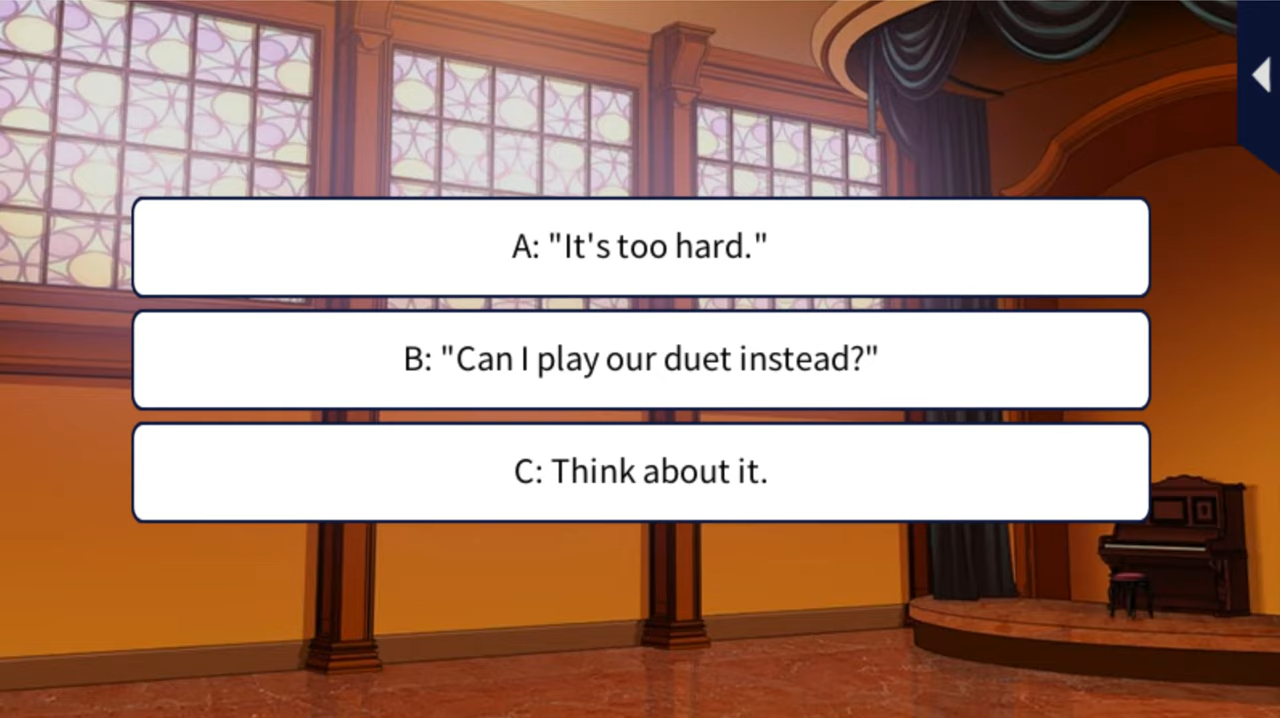 A: "It's too hard."
B: "Can I play our duet instead?"
C: Think about it.